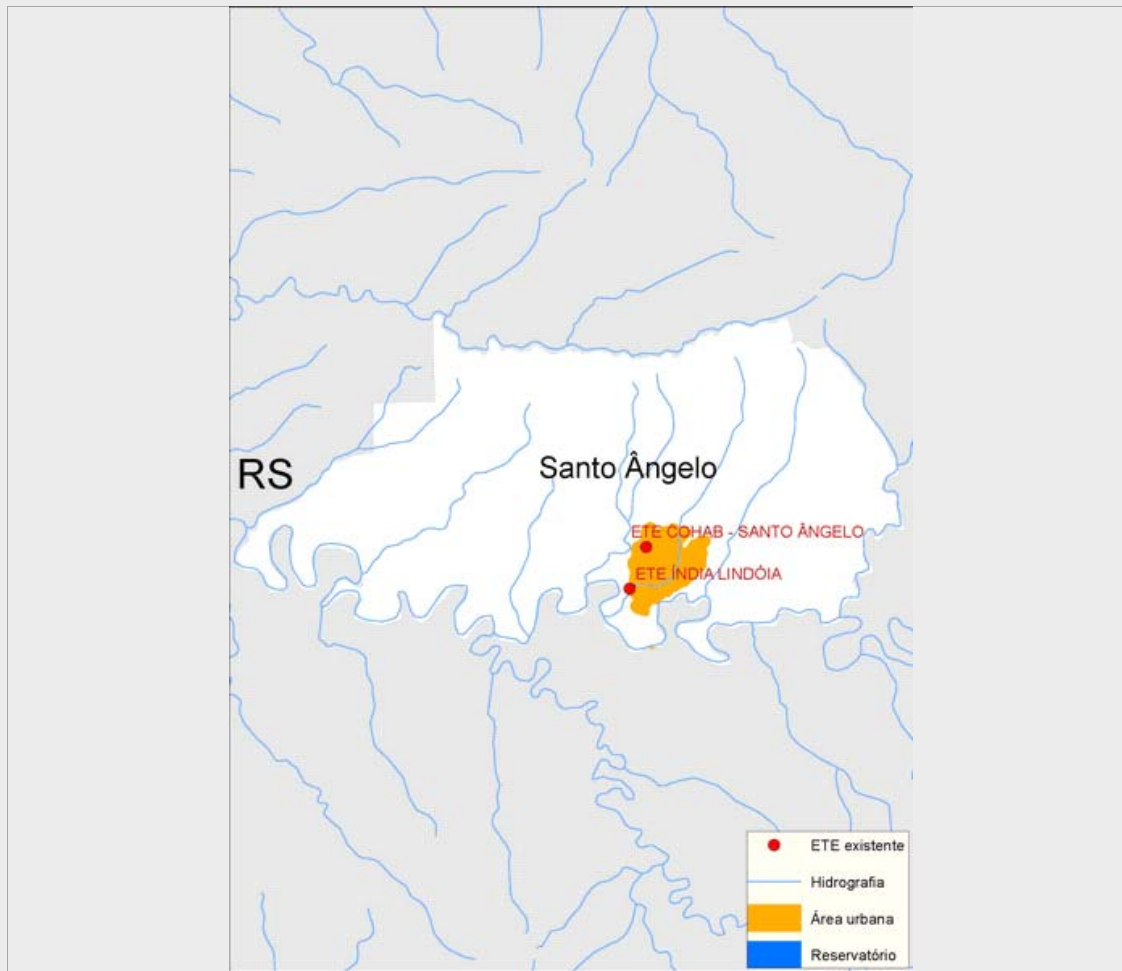 RS
Santo Ângelo
ETE COHAB - SANTO ÂNGELO
ETE ÍNDIA LINDÓIA
ETE existente
Hidrografia
Área urbana
Reservatório